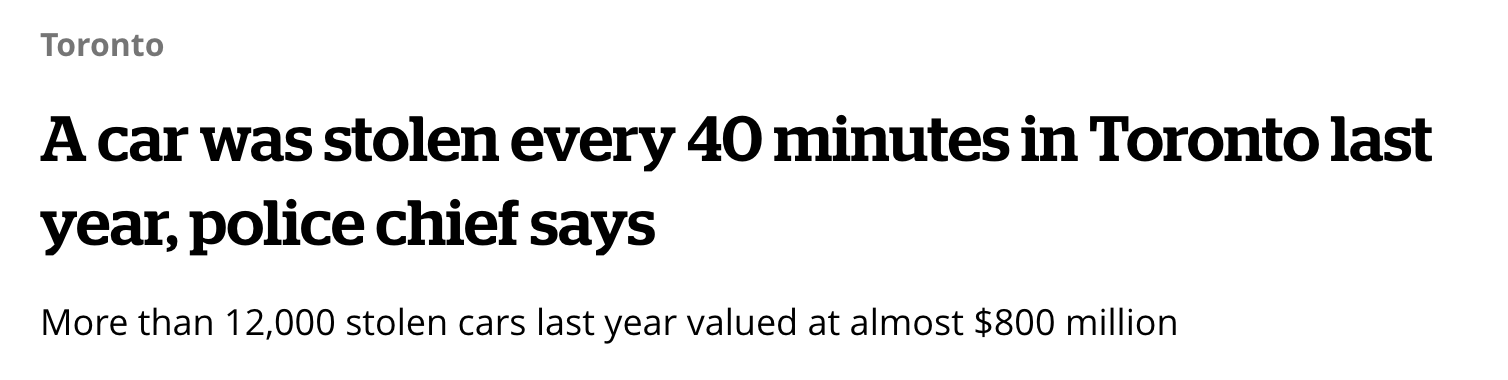 Toronto
A car was stolen every 40 minutes in Toronto last
year, police chief says
More than 12,000 stolen cars last year valued at almost $800 million